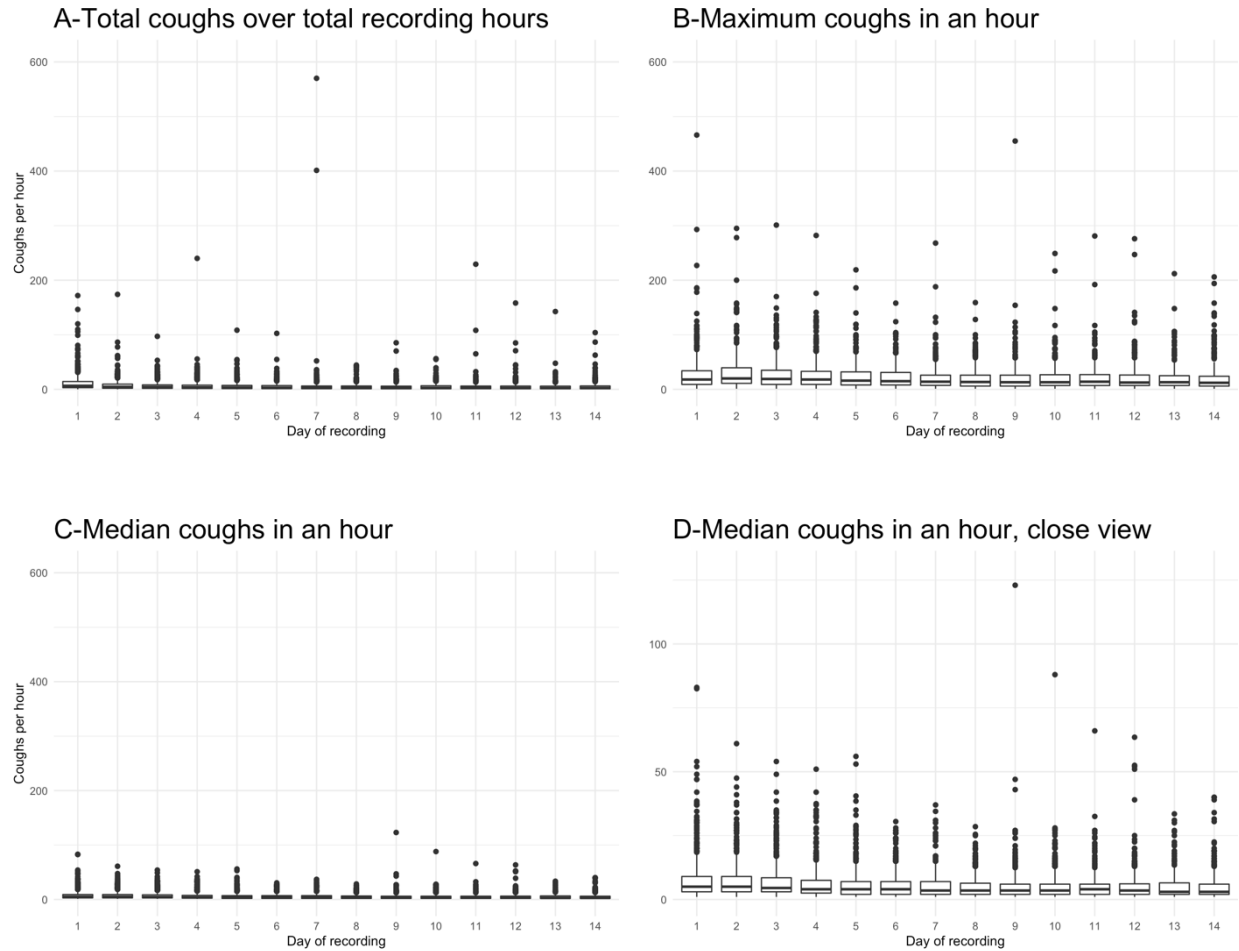 A-Total coughs over total recording hours
600
400
200
0
Coughs per hour
1 2 3 4 5 6 7 8 9 10 11 12 13 14
Day of recording
B-Maximum coughs in an hour
600
400
200
0
1 2 3 4 5 6 7 8 9 10 11 12 13 14
Day of recording
C-Median coughs in an hour
600
400
200
0
Coughs per hour
1 2 3 4 5 6 7 8 9 10 11 12 13 14
Day of recording
D-Median coughs in an hour, close view
100
50
0
1 2 3 4 5 6 7 8 9 10 11 12 13 14
Day of recording